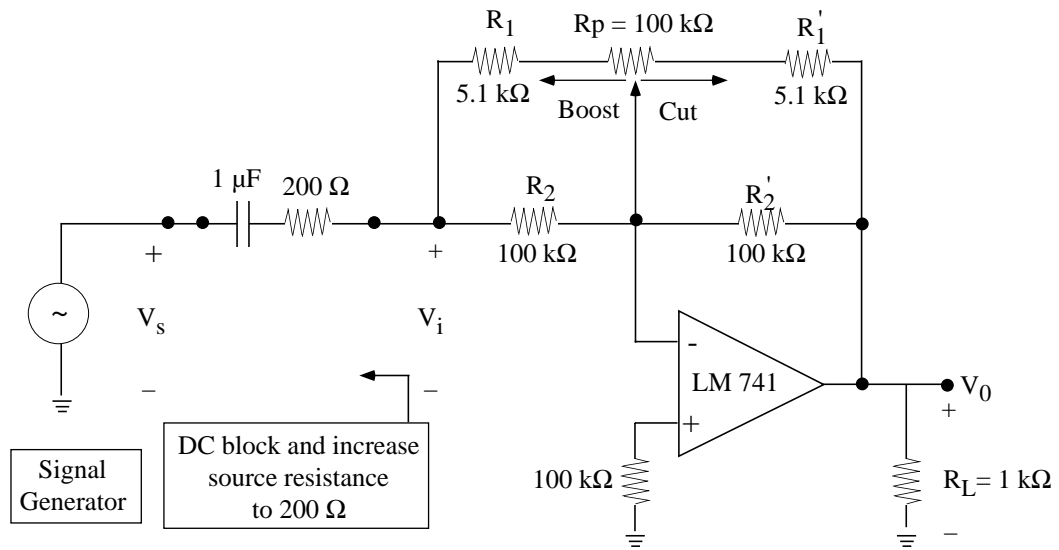 R1
Rp = 100 kΩ
R1'
5.1 kΩ
5.1 kΩ
Boost
Cut
1 μF
200 Ω
R2
R2'
100 kΩ
100 kΩ
+
+
~
Vs
Vi
-
LM 741
V0
–
–
+
+
DC block and increase
source resistance
to 200 Ω
Signal
Generator
100 kΩ
RL= 1 kΩ
–